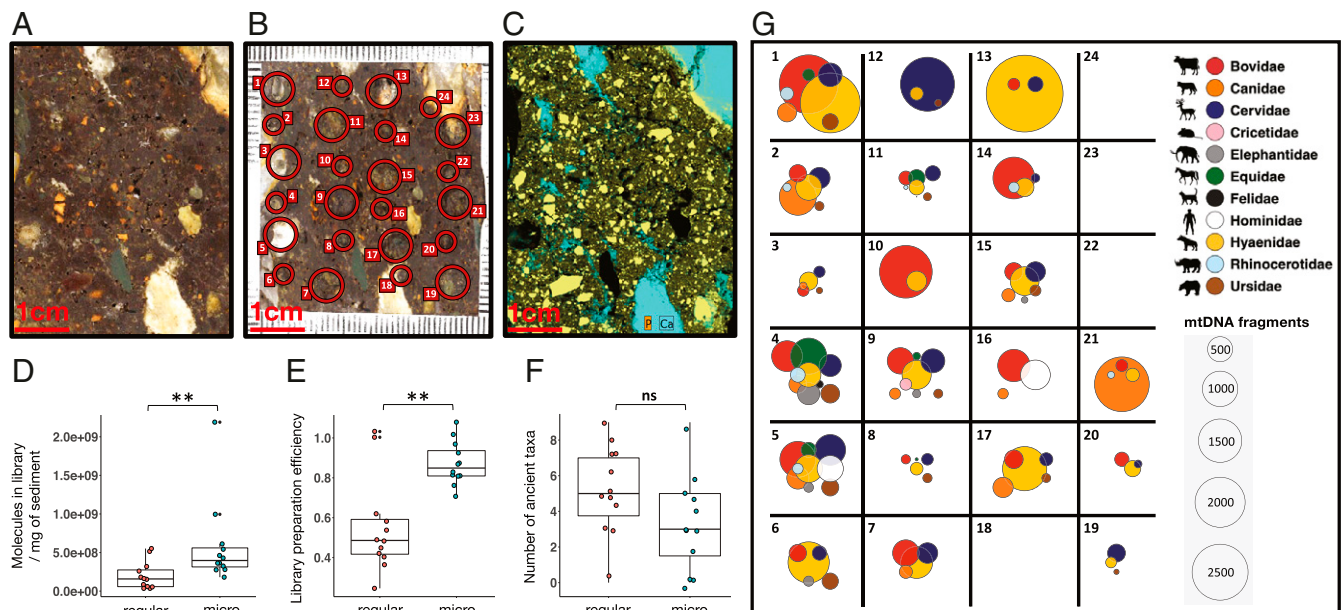 A
B
C
G
1
12
13
24
2
11
14
23
3
10
15
22
4
9
16
21
5
8
17
20
6
7
18
19
1cm
1cm
P Ca
1cm
D
E
F
**
**
ns
Molecules in library
/ mg of sediment
2.0e+09
1.5e+09
1.0e+09
5.0e+08
0.0e+00
regular
micro
Library preparation efficiency
1.0
0.8
0.6
0.4
regular
micro
Number of ancient taxa
8
6
4
2
0
regular
micro
1
12
13
24
2
11
14
23
3
10
15
22
4
9
16
21
5
8
17
20
6
7
18
19
Bovidae
Canidae
Cervidae
Cricetidae
Elephantidae
Equidae
Felidae
Hominidae
Hyaenidae
Rhinocerotidae
Ursidae
mtDNA fragments
500
1000
1500
2000
2500